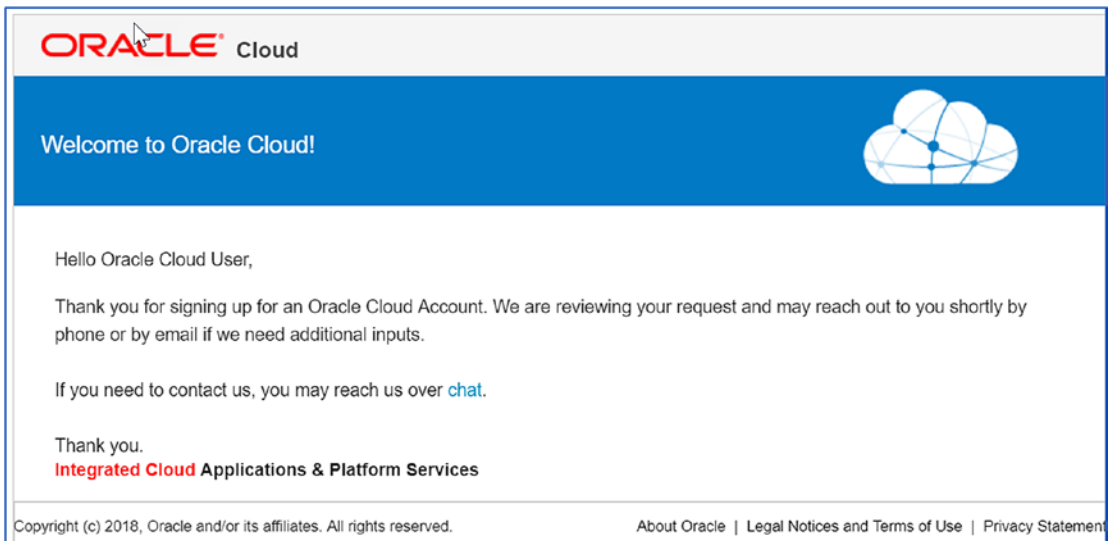 ORACLE Cloud
Welcome to Oracle Cloud!
Hello Oracle Cloud User,
Thank you for signing up for an Oracle Cloud Account. We are reviewing your request and may reach out to you shortly by
phone or by email if we need additional inputs.
If you need to contact us, you may reach us over chat.
Thank you.
Integrated Cloud Applications & Platform Services
Copyright (c) 2018, Oracle and/or its affiliates. All rights reserved. About Oracle | Legal Notices and Terms of Use | Privacy Statement